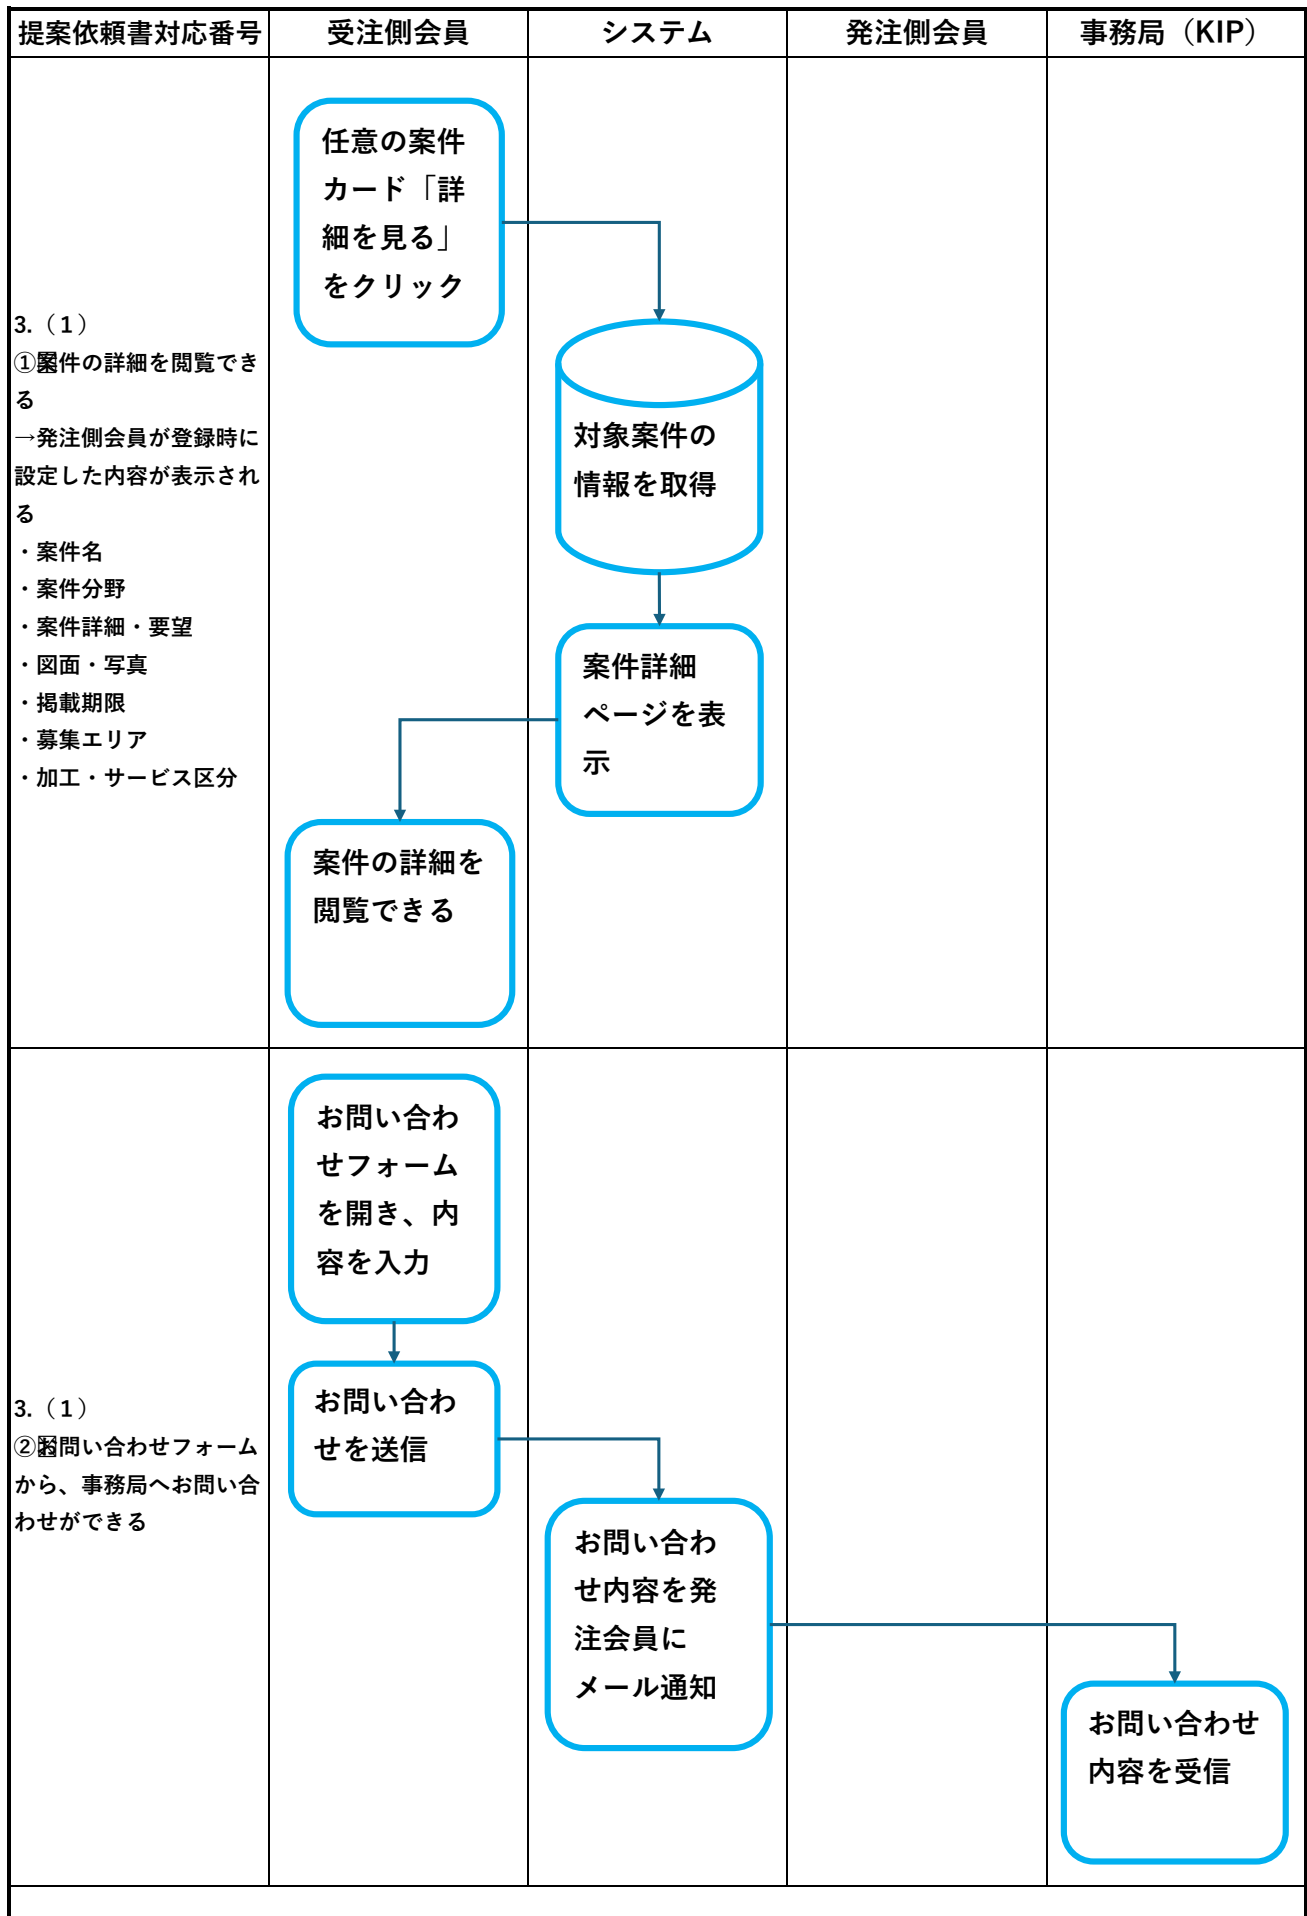 提案依頼書対応番号
受注側会員
システム
発注側会員
事務局（KIP）
3.（1）
①案件の詳細を閲覧でき
る
→発注側会員が登録時に
設定した内容が表示され
る
・案件名
・案件分野
・案件詳細・要望
・図面・写真
・掲載期限
・募集エリア
・加工・サービス区分
任意の案件
カード「詳
細を見る」
をクリック
対象案件の
情報を取得
案件詳細
ページを表
示
案件の詳細を
閲覧できる
3.（1）
②お問い合わせフォーム
から、事務局へお問い合
わせができる
お問い合わ
せフォーム
を開き、内
容を入力
お問い合わ
せを送信
お問い合わ
せ内容を発
注会員に
メール通知
お問い合わせ
内容を受信